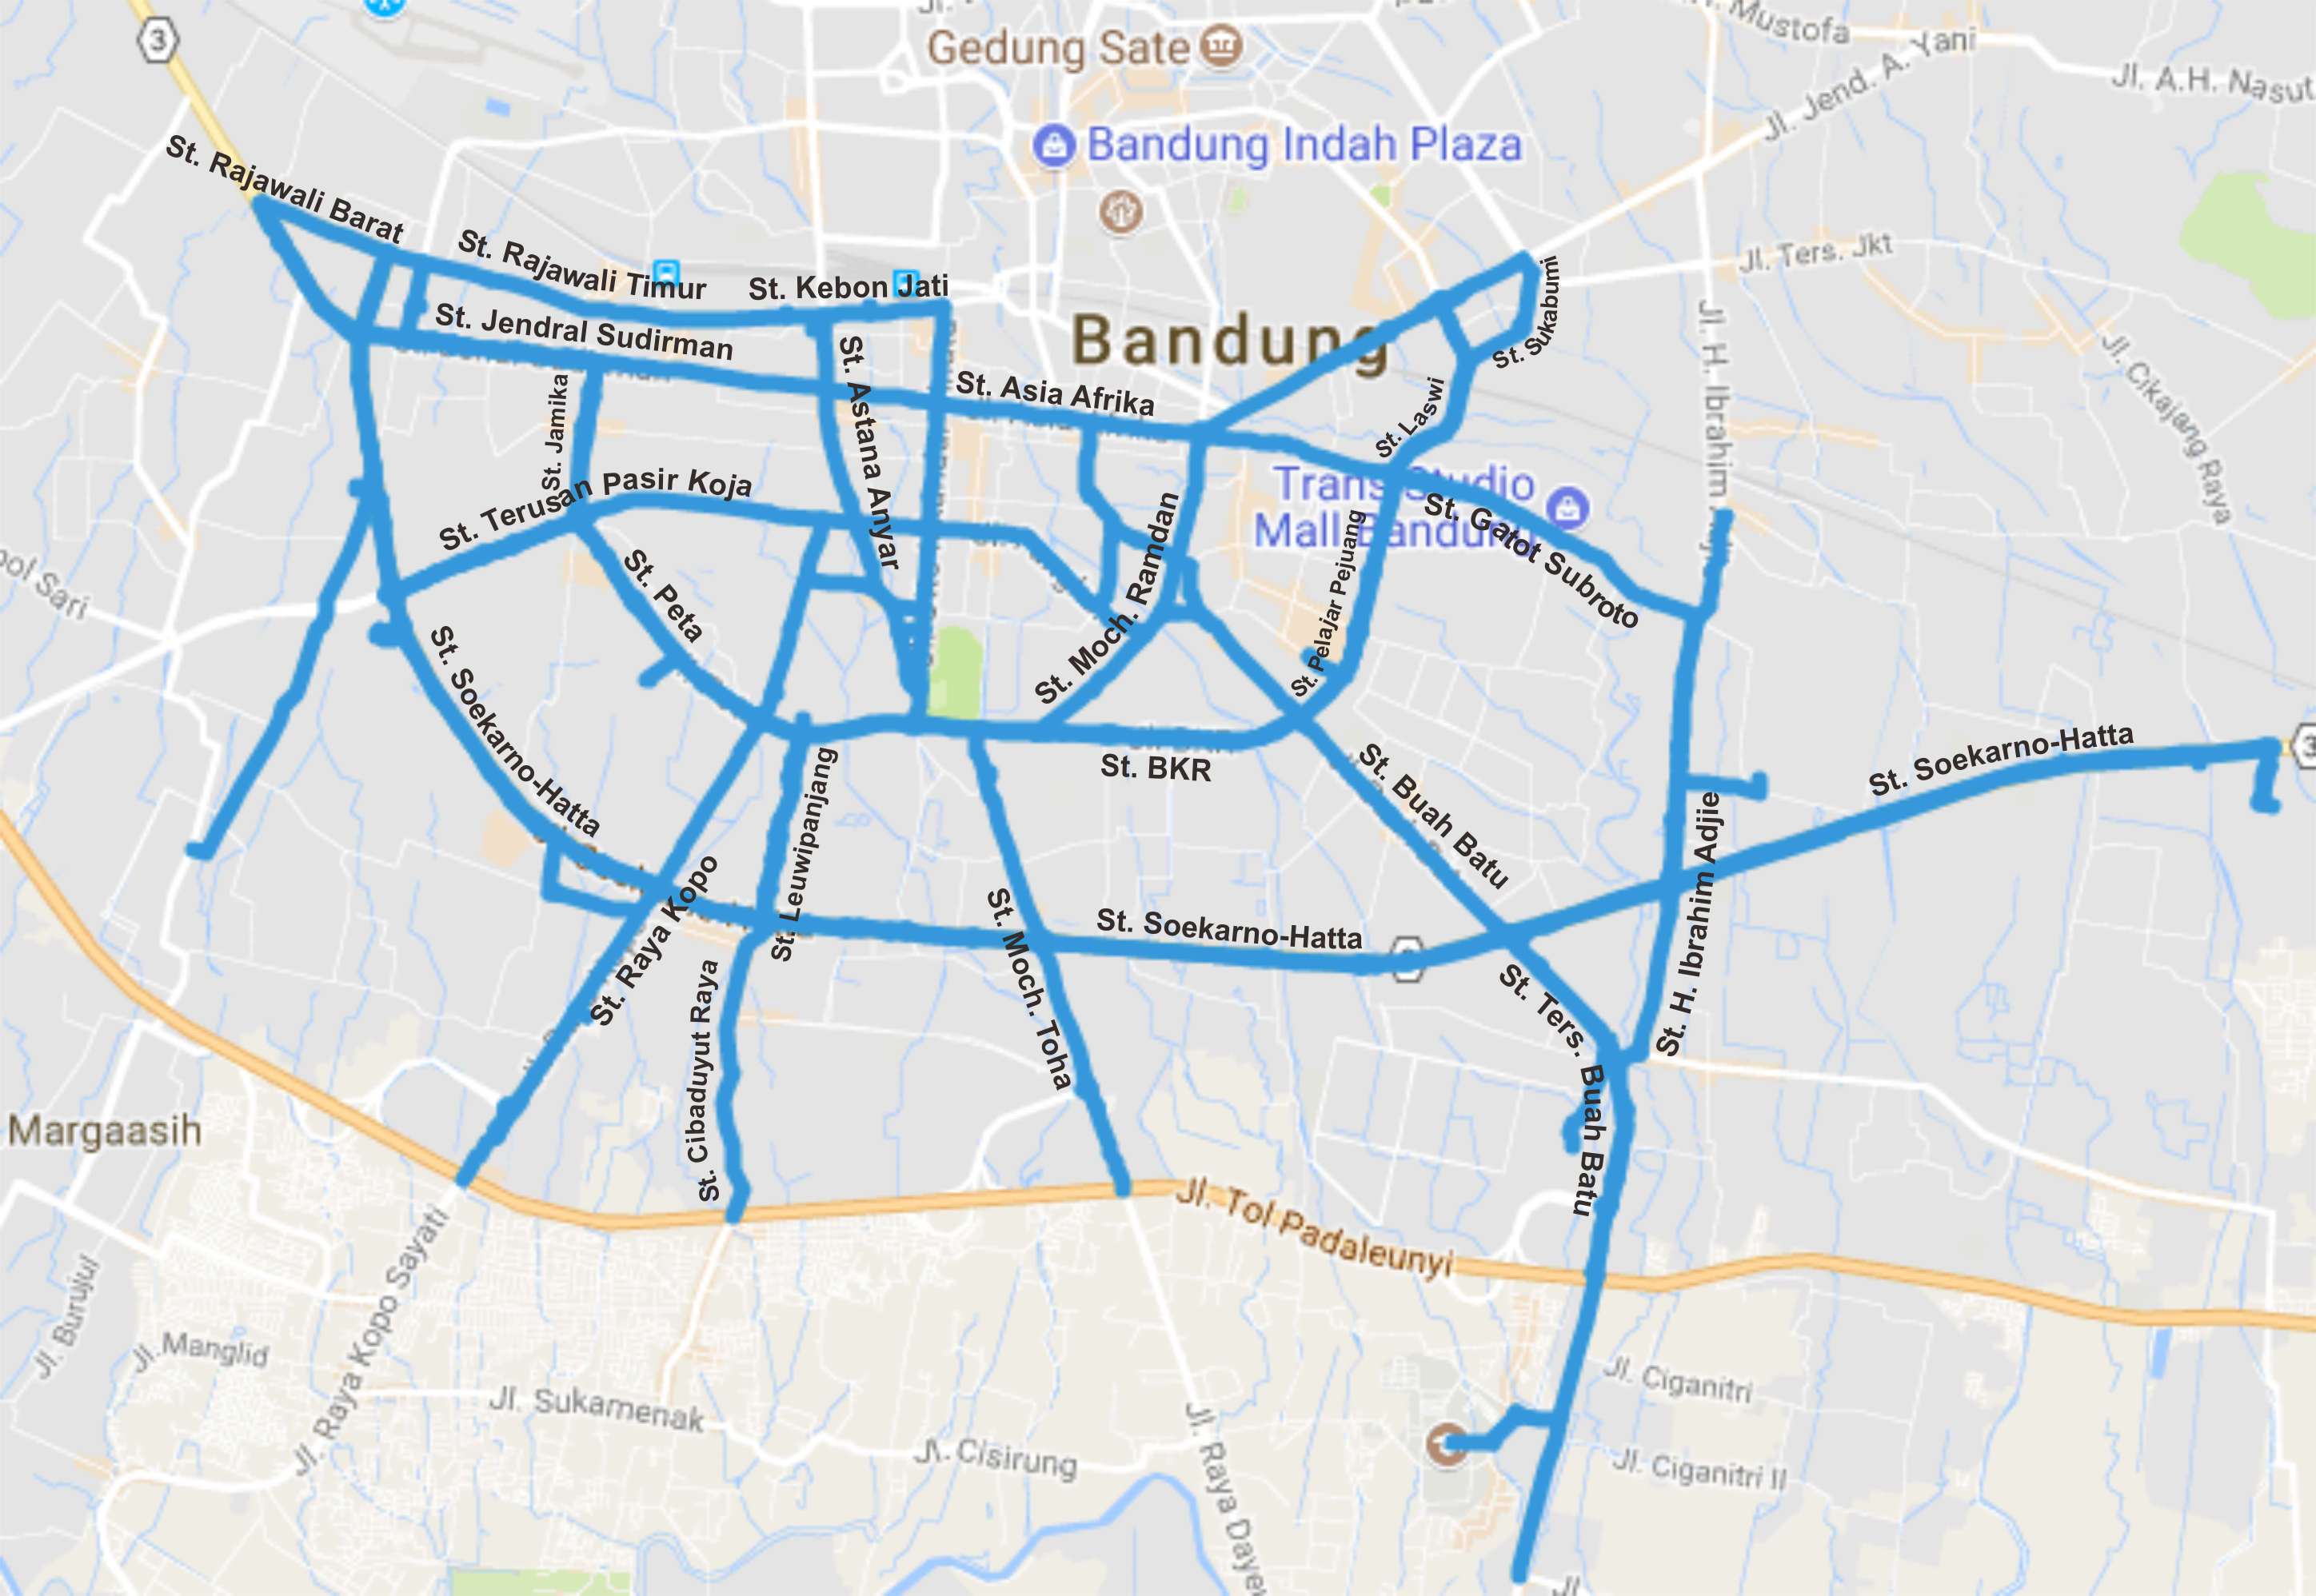 3
Gedung Sate
Mustofa
Jl. Jend. A. Yani
Jl. A.H. Nasut
Bandung Indah Plaza
St. Rajawali Barat
St. Rajawali Timur
St. Kebon Jati
Jl. Ters. Jkt
St. Sukabumi
St. Jendral Sudirman
Bandung
Jl. H. Ibrahim Adjie
Jl. Cikajang Raya
St. Jamika
St. Astana Anyar
St. Asia Afrika
St. Laswi
Trans Studio
Mall Bandung
St. Terusan Pasir Koja
St. Moch. Ramdan
St. Gatot Subroto
St. Pelajar Pejuang
ool Sari
St. Peta
St. Soekarno-Hatta
St. BKR
St. Leuwipanjang
St. Buah Batu
St. Soekarno-Hatta
3
St. H. Ibrahim Adjie
St. Raya Kopo
St. Moch. Toha
St. Soekarno-Hatta
St. Cibaduyut Raya
St. Ters. Buah Batu
Margaasih
Jl. Tol Padaleunyi
Jl. Burujul
Jl. Raya Kopo Sayati
Jl. Manglid
Jl. Sukamenak
Jl. Cisirung
Jl. Raya Dayeu
Jl. Ciganitri
Jl. Ciganitri II
Jl.